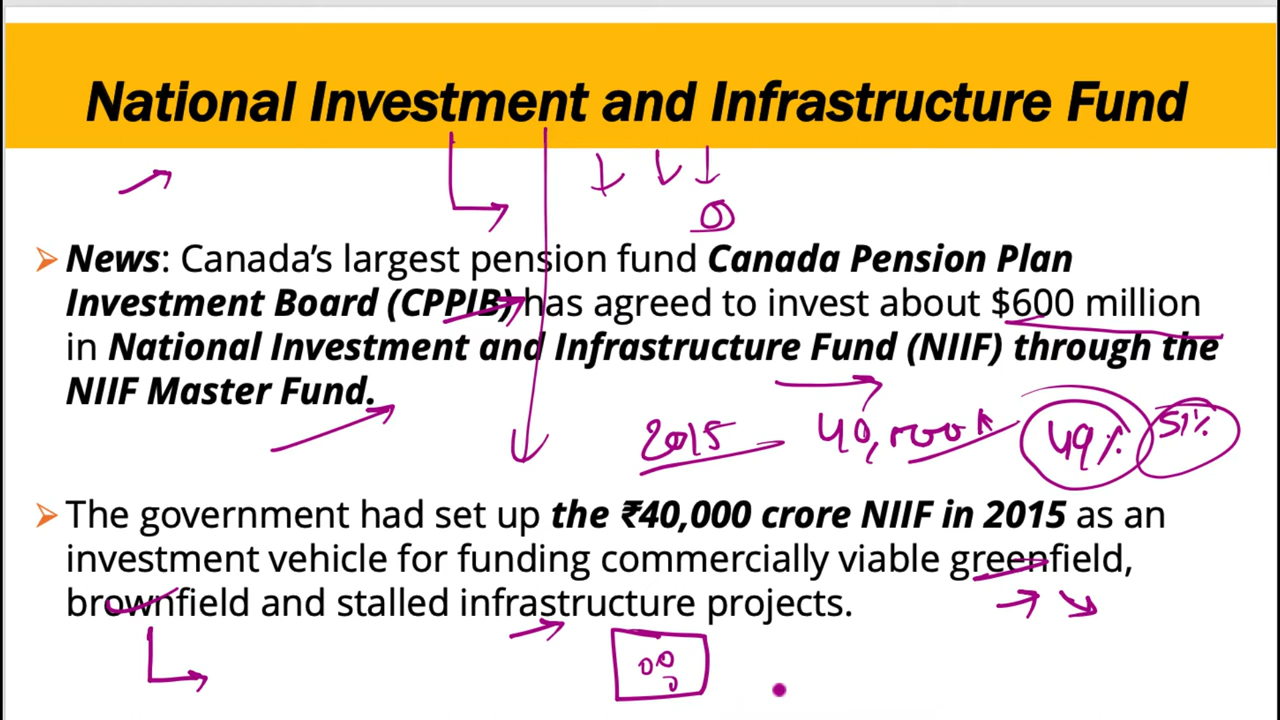 National Investment and Infrastructure Fund
News: Canada's largest pension fund Canada Pension Plan
Investment Board (CPPIB) has agreed to invest about $600 million
in National Investment and Infrastructure Fund (NIIF) through the
NIIF Master Fund.
2015 40,000 49% 51%
The government had set up the ₹40,000 crore NIIF in 2015 as an
investment vehicle for funding commercially viable greenfield,
brownfield and stalled infrastructure projects.